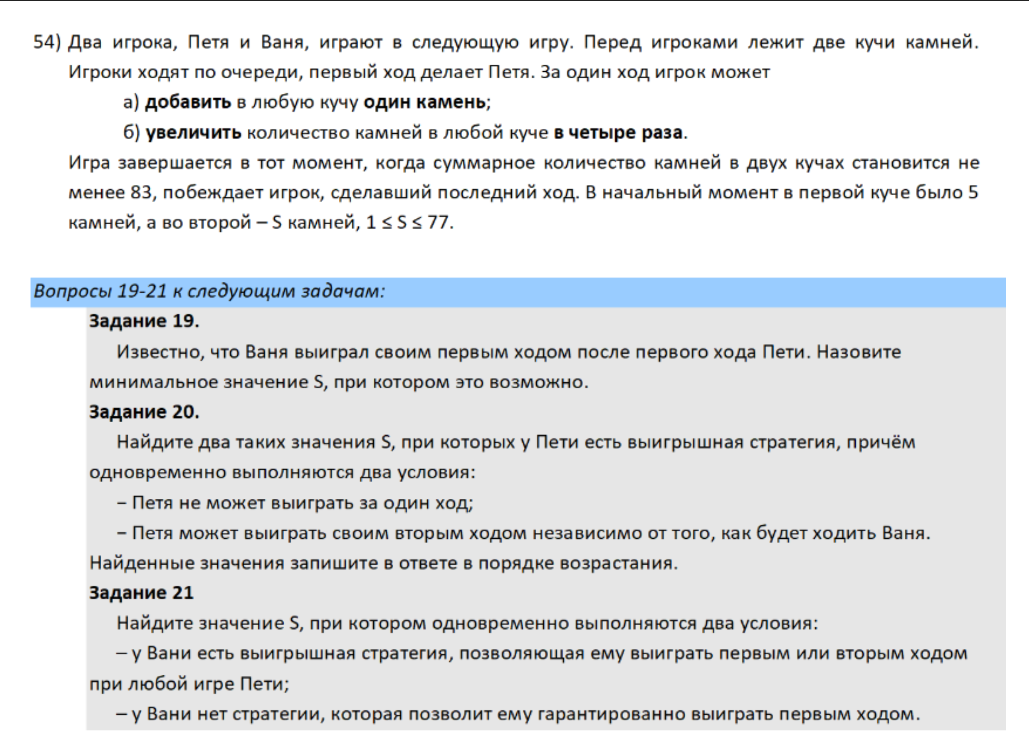 54) Два игрока, Петя и Ваня, играют в следующую игру. Перед игроками лежит две кучи камней.
Игроки ходят по очереди, первый ход делает Петя. За один ход игрок может
а) добавить в любую кучу один камень;
б) увеличить количество камней в любой куче в четыре раза.
Игра завершается в тот момент, когда суммарное количество камней в двух кучах становится не
менее 83, побеждает игрок, сделавший последний ход. В начальный момент в первой куче было 5
камней, а во второй – S камней, 1 ≤ S ≤ 77.
Вопросы 19-21 к следующим задачам:
Задание 19.
Известно, что Ваня выиграл своим первым ходом после первого хода Пети. Назовите
минимальное значение S, при котором это возможно.
Задание 20.
Найдите два таких значения S, при которых у Пети есть выигрышная стратегия, причём
одновременно выполняются два условия:
– Петя не может выиграть за один ход;
– Петя может выиграть своим вторым ходом независимо от того, как будет ходить Ваня.
Найденные значения запишите в ответе в порядке возрастания.
Задание 21
Найдите значение S, при котором одновременно выполняются два условия:
– у Вани есть выигрышная стратегия, позволяющая ему выиграть первым или вторым ходом
при любой игре Пети;
– у Вани нет стратегии, которая позволит ему гарантированно выиграть первым ходом.